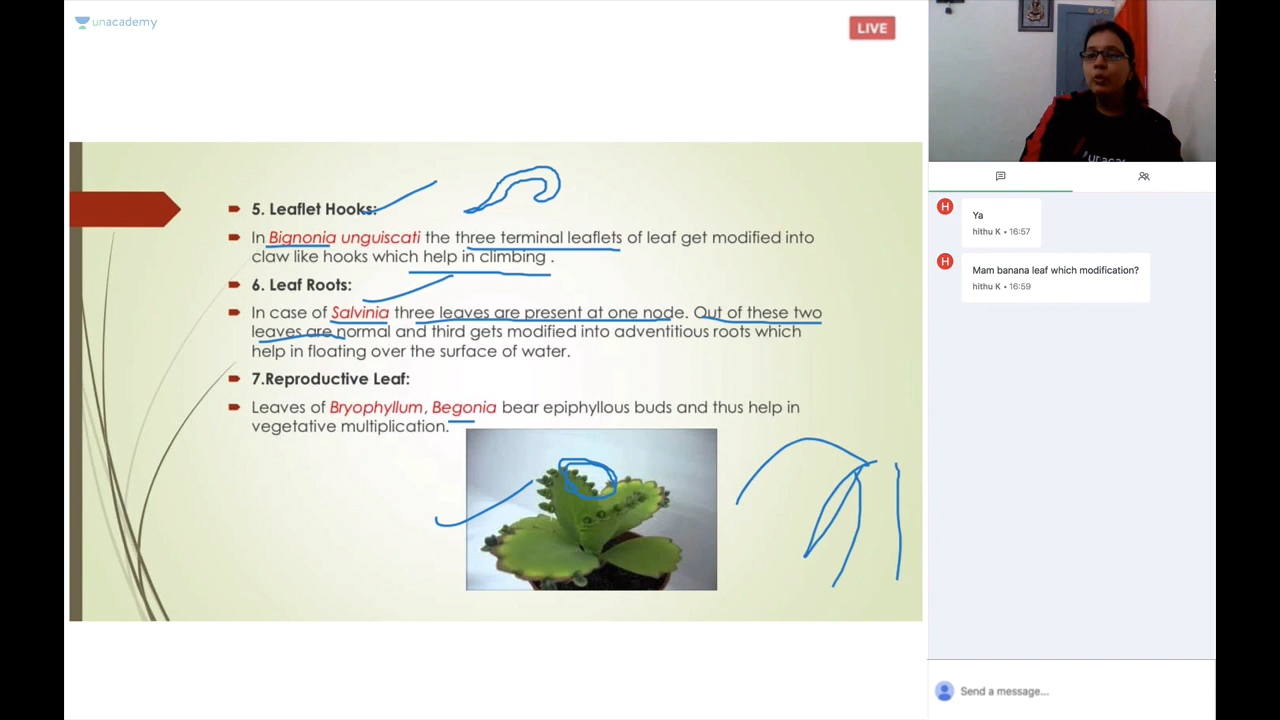 unacademy
LIVE
5. Leaflet Hooks:
In Bignonia unguiscati the three terminal leaflets of leaf get modified into
claw like hooks which help in climbing .
6. Leaf Roots:
In case of Salvinia three leaves are present at one node. Out of these two
leaves are normal and third gets modified into adventitious roots which
help in floating over the surface of water.
7.Reproductive Leaf:
Leaves of Bryophyllum, Begonia bear epiphyllous buds and thus help in
vegetative multiplication.
H
Ya
hithu K • 16:57
H
Mam banana leaf which modification?
hithu K • 16:59
Send a message...